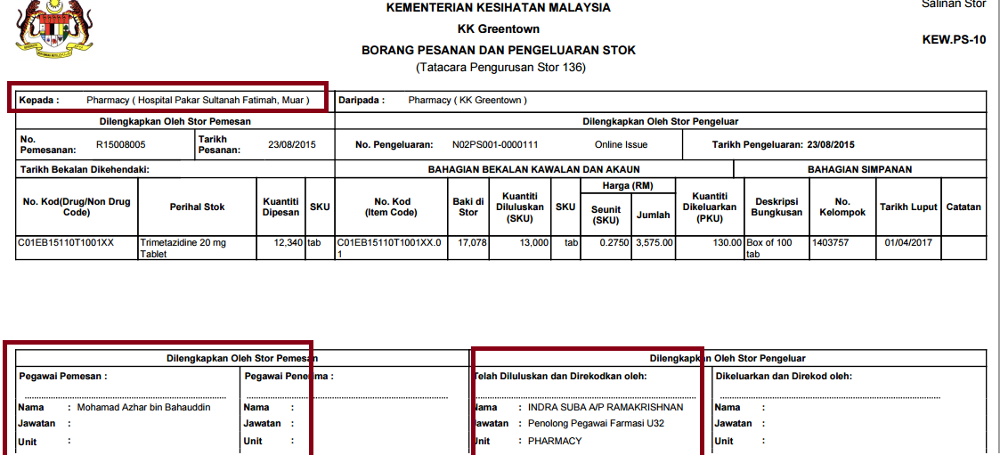 KEMENTERIAN KESIHATAN MALAYSIA
Salinan Stor
KK Greentown
KEW.PS-10
BORANG PESANAN DAN PENGELUARAN STOK
(Tatacara Pengurusan Stor 136)
Kepada : Pharmacy ( Hospital Pakar Sultanah Fatimah, Muar ) Daripada : Pharmacy ( KK Greentown )
Dilengkapkan Oleh Stor Pemesan Dilengkapkan Oleh Stor Pengeluar
No. Pemesanan: R15008005 Tarikh Pesanan: 23/08/2015 No. Pengeluaran: N02PS001-0000111 Online Issue Tarikh Pengeluaran: 23/08/2015
Tarikh Bekalan Dikehendaki: BAHAGIAN BEKALAN KAWALAN DAN AKAUN BAHAGIAN SIMPANAN
No. Kod(Drug/Non Drug Code) Perihal Stok Kuantiti Dipesan SKU No. Kod (Item Code) Baki di Stor Kuantiti Diluluskan (SKU) SKU Harga (RM) Seunit (SKU) Jumlah Kuantiti Dikeluarkan (PKU) Deskripsi Bungkusan No. Kelompok Tarikh Luput Catatan
C01EB15110T1001XX Trimetazidine 20 mg Tablet 12,340 tab C01EB15110T1001XX.01 17,078 13,000 tab 0.2750 3,575.00 130.00 Box of 100 tab 1403757 01/04/2017
Dilengkapkan Oleh Stor Pemesan Dilengkapkan Oleh Stor Pengeluar
Pegawai Pemesan : Pegawai Penerima : Telah Diluluskan dan Direkodkan oleh: Dikeluarkan dan Direkod oleh:
Nama : Mohamad Azhar bin Bahauddin Nama : Nama : INDRA SUBA A/P RAMAKRISHNAN Nama :
Jawatan : Jawatan : Jawatan : Penolong Pegawai Farmasi U32 Jawatan :
Unit : Unit : Unit : PHARMACY Unit :